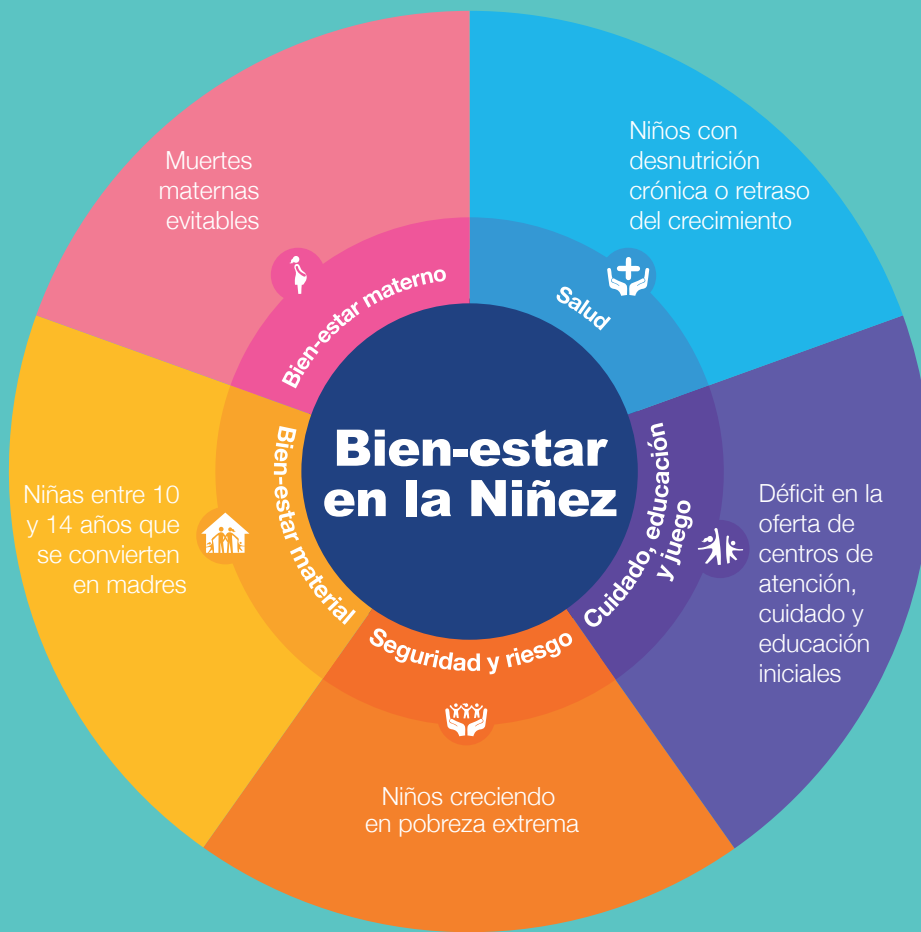 Bien-estar
en la Niñez
Muertes
maternas
evitables
Bien-estar materno
Niños con
desnutrición
crónica o retraso
del crecimiento
Salud
Déficit en la
oferta de
centros de
atención,
cuidado y
educación
iniciales
Cuidado, educación
y juego
Niños creciendo
en pobreza extrema
Seguridad y riesgo
Niñas entre 10
y 14 años que
se convierten
en madres
Bien-estar material